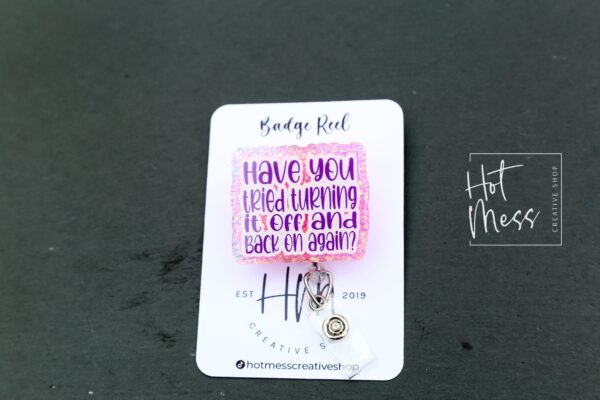 Badge Reel
HAVE YOU
tRIED tURNING
it OFF AND
BACK ON AGAIN?
EST
2019
CREATIVE S
hotmesscreativeshop
Hot
Mess
CREATIVE SHOP